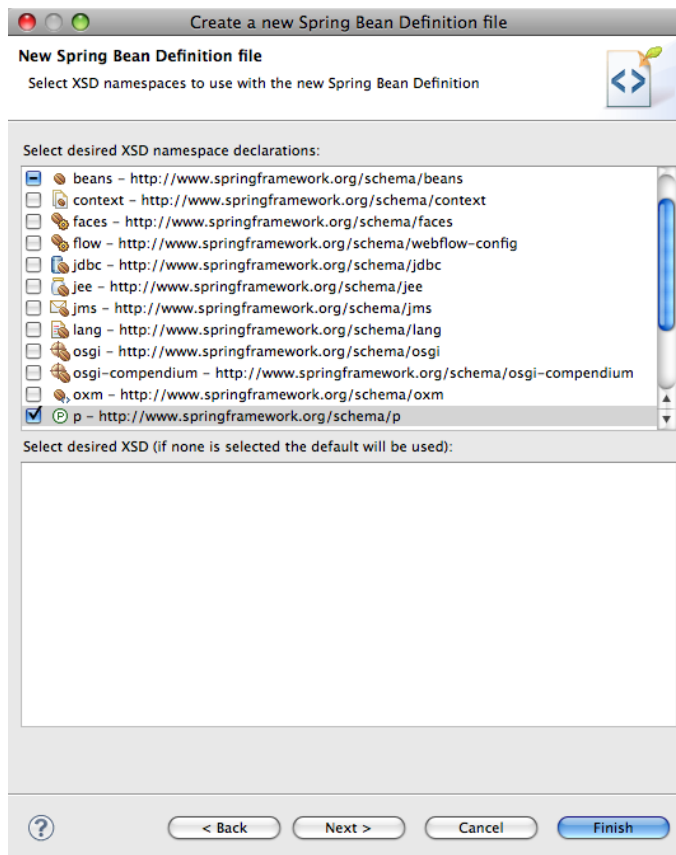 Create a new Spring Bean Definition file
New Spring Bean Definition file
Select XSD namespaces to use with the new Spring Bean Definition
Select desired XSD namespace declarations:
beans – http://www.springframework.org/schema/beans
context – http://www.springframework.org/schema/context
faces – http://www.springframework.org/schema/faces
flow – http://www.springframework.org/schema/webflow-config
jdbc – http://www.springframework.org/schema/jdbc
jee – http://www.springframework.org/schema/jee
jms – http://www.springframework.org/schema/jms
lang – http://www.springframework.org/schema/lang
osgi – http://www.springframework.org/schema/osgi
osgi-compendium – http://www.springframework.org/schema/osgi-compendium
oxm – http://www.springframework.org/schema/oxm
P p – http://www.springframework.org/schema/p
Select desired XSD (if none is selected the default will be used):
? < Back Next > Cancel Finish